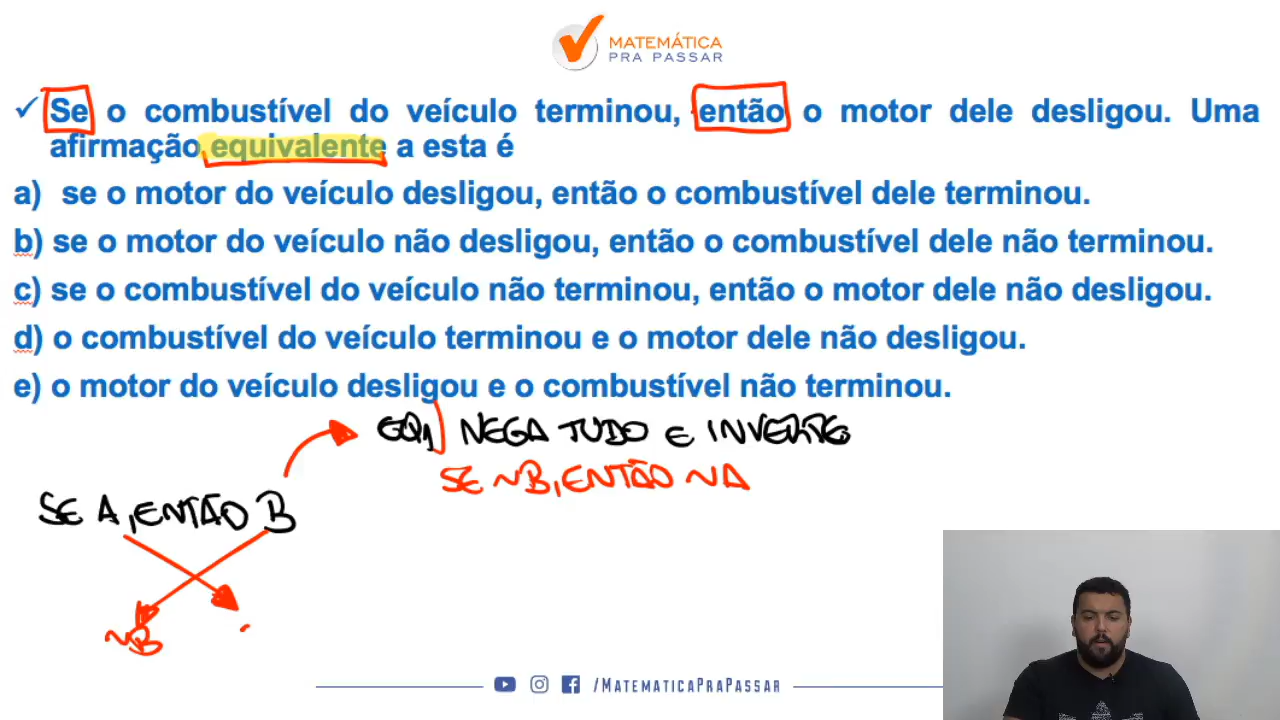 MATEMÁTICA
PRA PASSAR
✓ Se o combustível do veículo terminou, então o motor dele desligou. Uma
afirmação equivalente a esta é
a) se o motor do veículo desligou, então o combustível dele terminou.
b) se o motor do veículo não desligou, então o combustível dele não terminou.
c) se o combustível do veículo não terminou, então o motor dele não desligou.
d) o combustível do veículo terminou e o motor dele não desligou.
e) o motor do veículo desligou e o combustível não terminou.
EQ1) NEGA TUDO E INVERTE
SE ~B, ENTÃO ~A
SE A, ENTÃO B
~B
/MATEMATICAPRAPASSAR